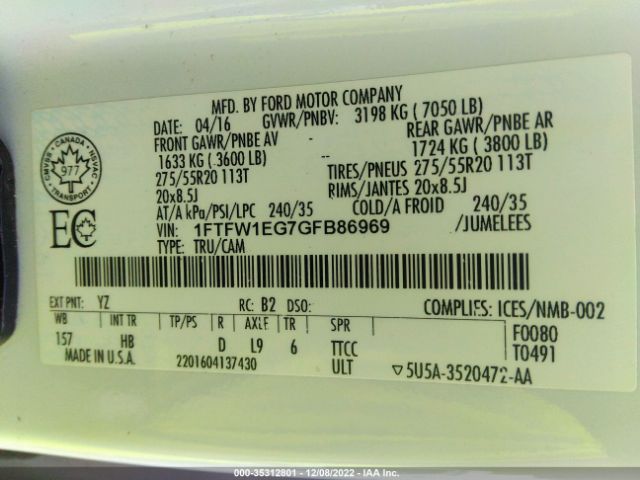 MFD. BY FORD MOTOR COMPANY
DATE: 04/16 GVWR/PNBV: 3198 KG ( 7050 LB)
FRONT GAWR/PNBE AV - REAR GAWR/PNBE AR
1633 KG ( 3600 LB) 1724 KG ( 3800 LB)
275/55R20 113T -- TIRES/PNEUS 275/55R20 113T
20x8.5J RIMS/JANTES 20x8.5J
AT/A kPa/PSI/LPC 240/35 COLD/A FROID 240/35
VIN: 1FTFW1EG7GFB86969 /JUMELEES
TYPE: TRU/CAM
CANADA
CMVSS NSVAC
977
TRANSPORT
EC
EXT PNT: YZ RC: B2 DSO: COMPLIES: ICES/NMB-002
WB INT TR TP/PS R AXLE TR SPR F0080
157 HB D L9 6 TTCC T0491
MADE IN U.S.A. 2201604137430 ULT ▽5U5A-3520472-AA
000-35312801 - 12/08/2022 - IAA Inc.